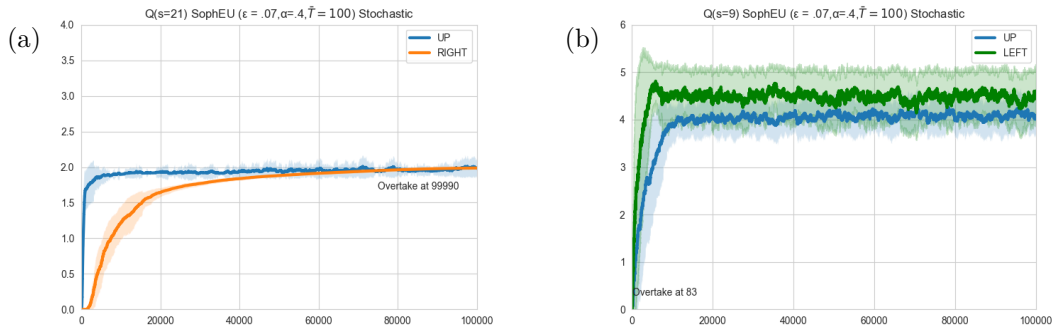 (a)
Q(s=21) SophEU (ε = .07,α=.4,T̃ = 100) Stochastic
UP
RIGHT
4.0
3.5
3.0
2.5
2.0
1.5
1.0
0.5
0.0
Overtake at 99990
0 20000 40000 60000 80000 100000
(b)
Q(s=9) SophEU (ε = .07,α=.4,T̃ = 100) Stochastic
UP
LEFT
6
5
4
3
2
1
0
Overtake at 83
0 20000 40000 60000 80000 100000